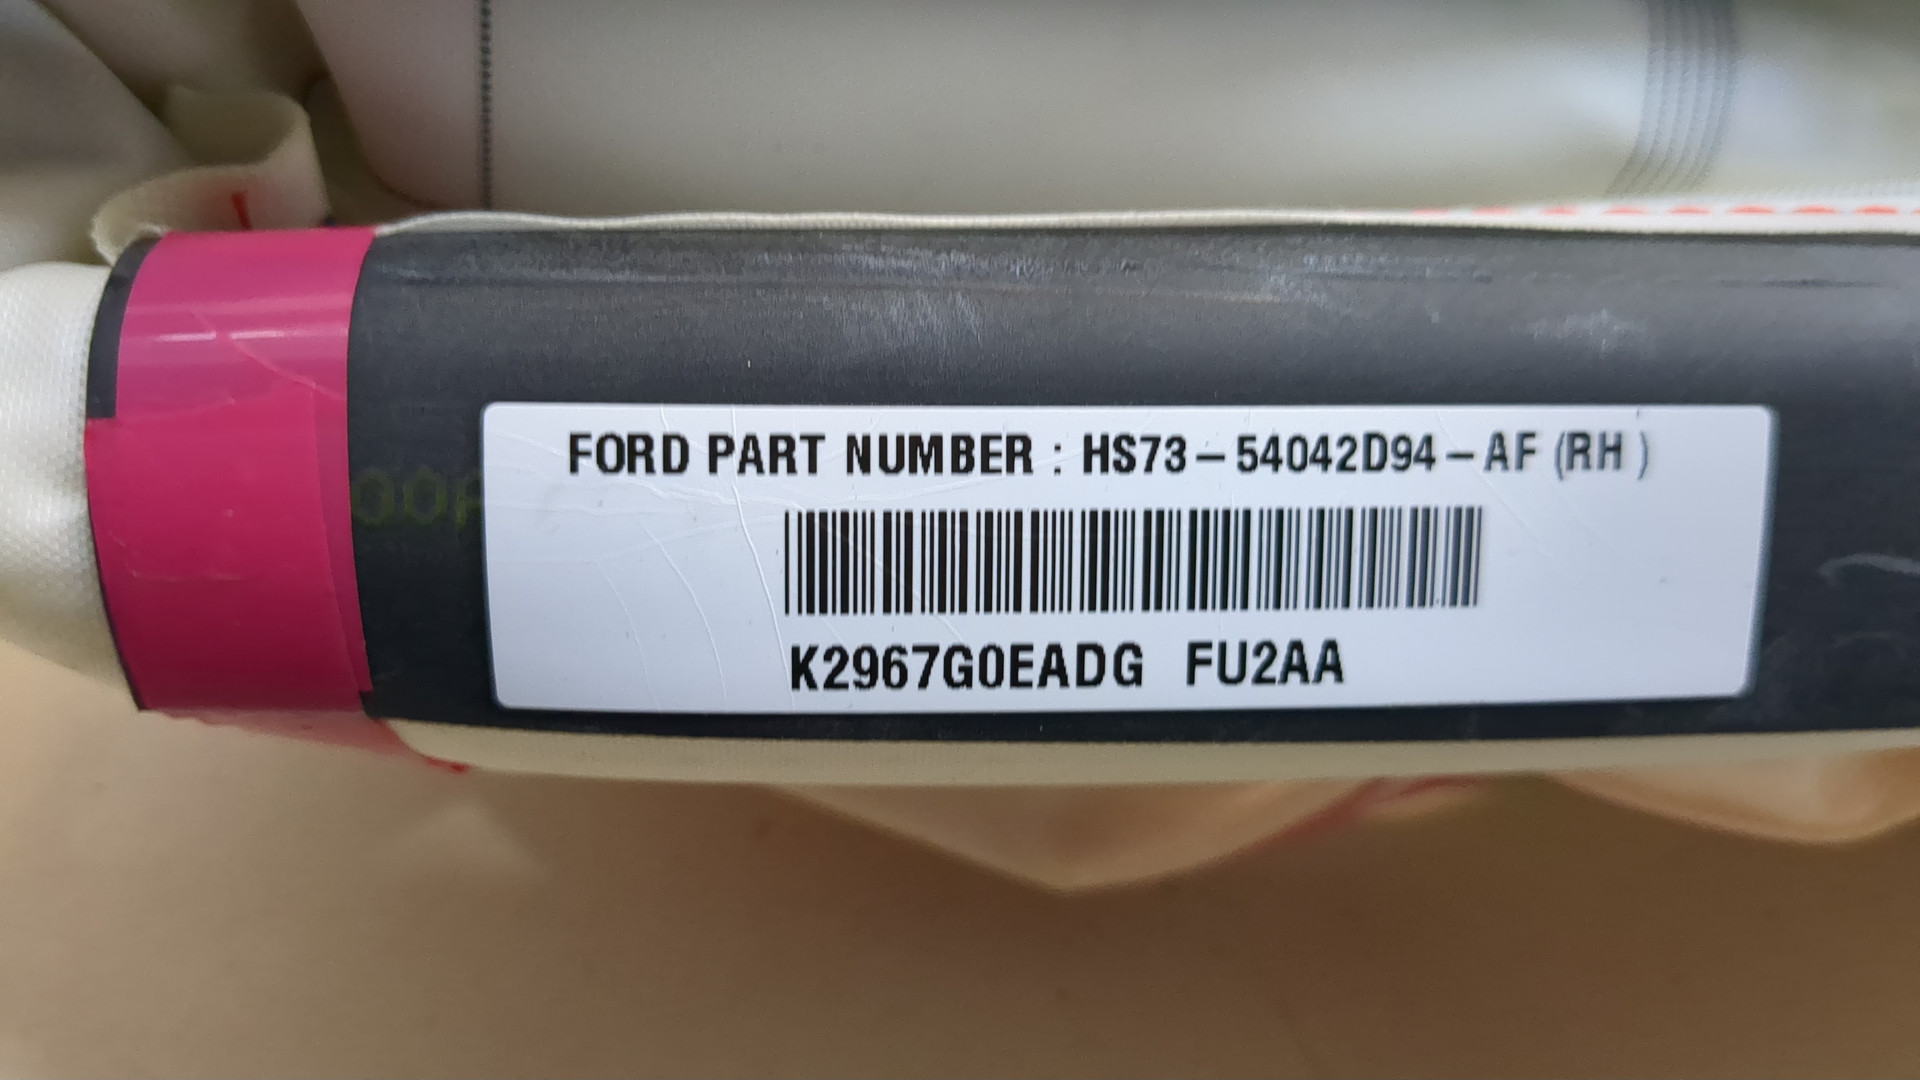 FORD PART NUMBER : HS73-54042D94-AF (RH )
K2967G0EADG FU2AA